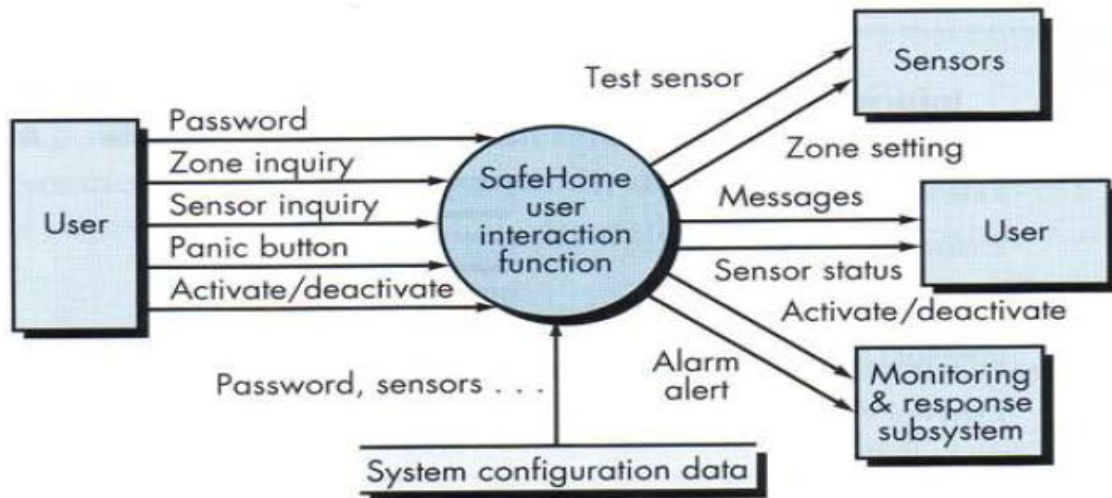 User
Password
Zone inquiry
Sensor inquiry
Panic button
Activate/deactivate
SafeHome
user
interaction
function
Test sensor
Sensors
Zone setting
Messages
User
Sensor status
Activate/deactivate
Alarm
alert
Monitoring
& response
subsystem
Password, sensors . . .
System configuration data